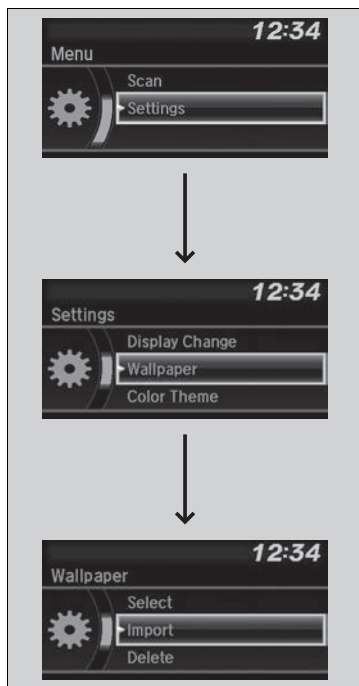 12:34
Menu
Scan
Settings
12:34
Settings
Display Change
Wallpaper
Color Theme
12:34
Wallpaper
Select
Import
Delete